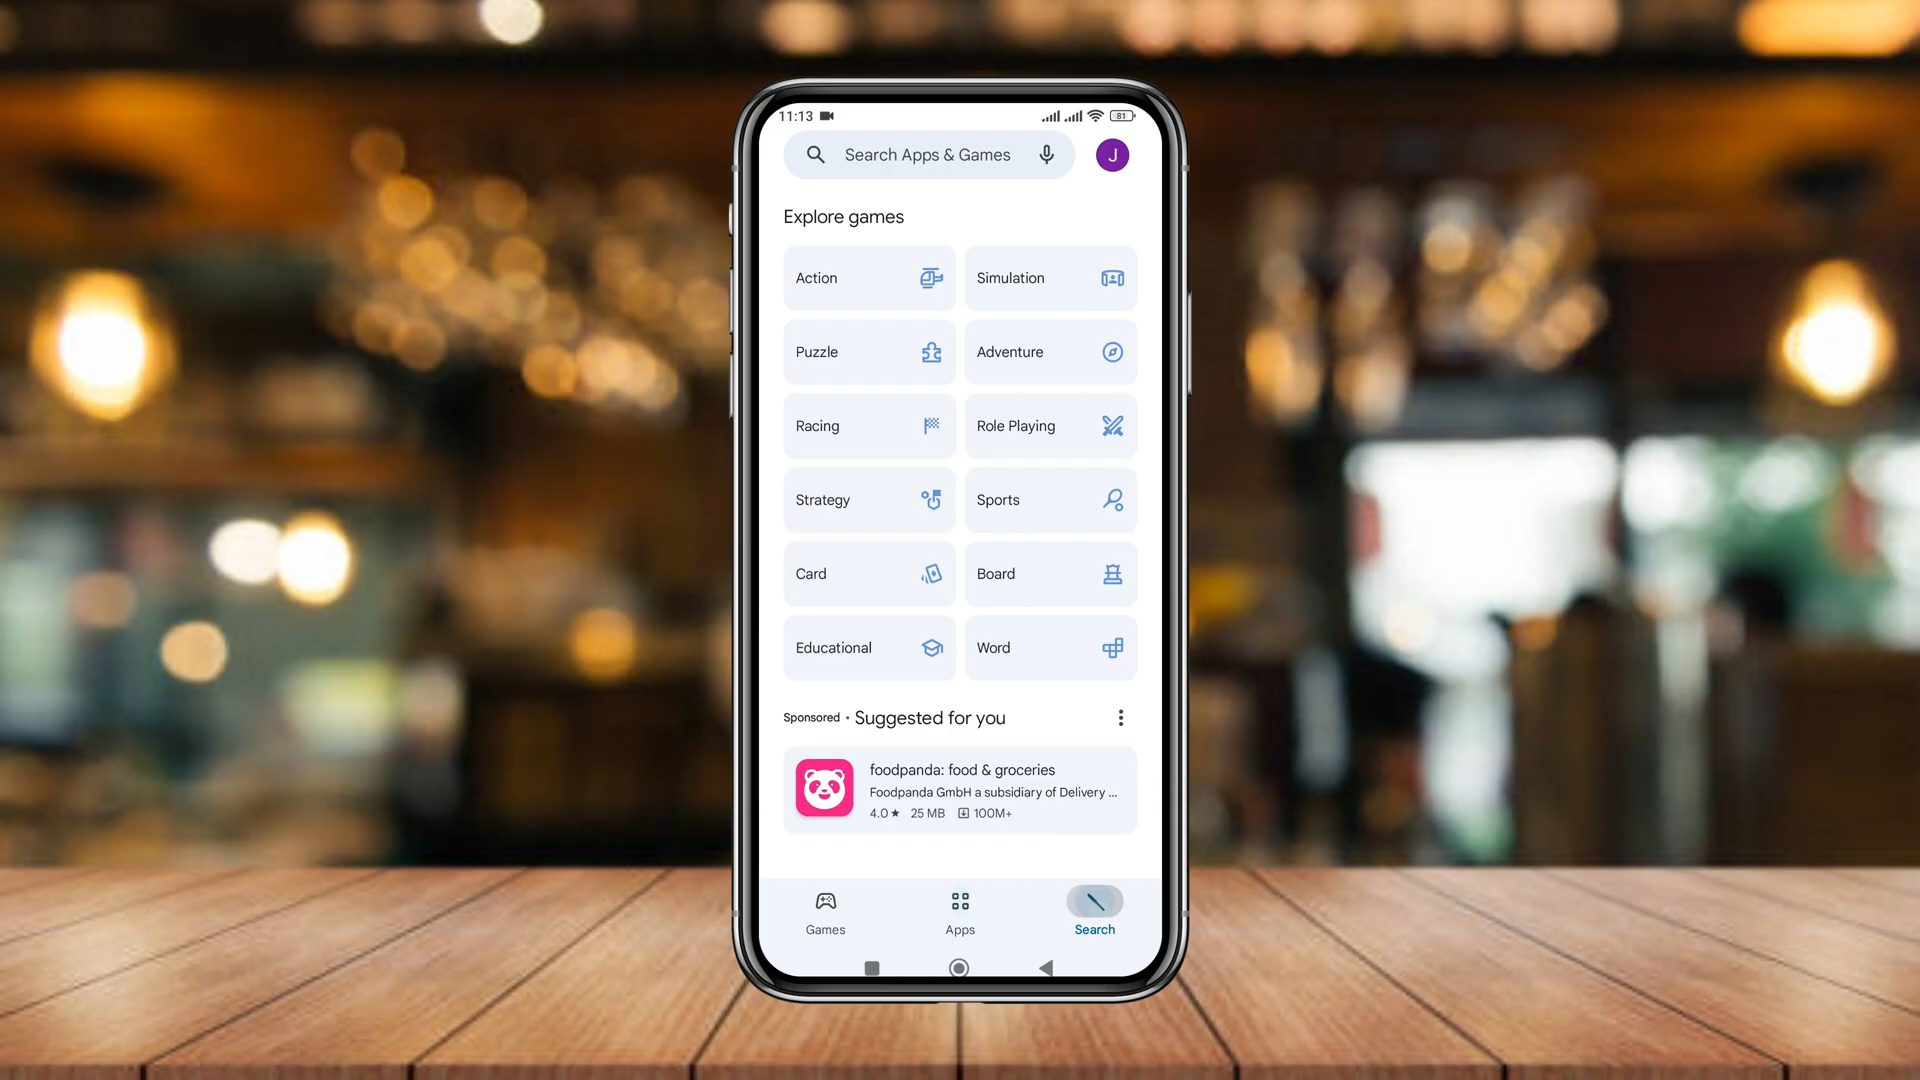 11:13
81
Search Apps & Games
J
Explore games
Action
Simulation
Puzzle
Adventure
Racing
Role Playing
Strategy
Sports
Card
Board
Educational
Word
Sponsored • Suggested for you
foodpanda: food & groceries
Foodpanda GmbH a subsidiary of Delivery ...
4.0★ 25 MB 100M+
Games
Apps
Search